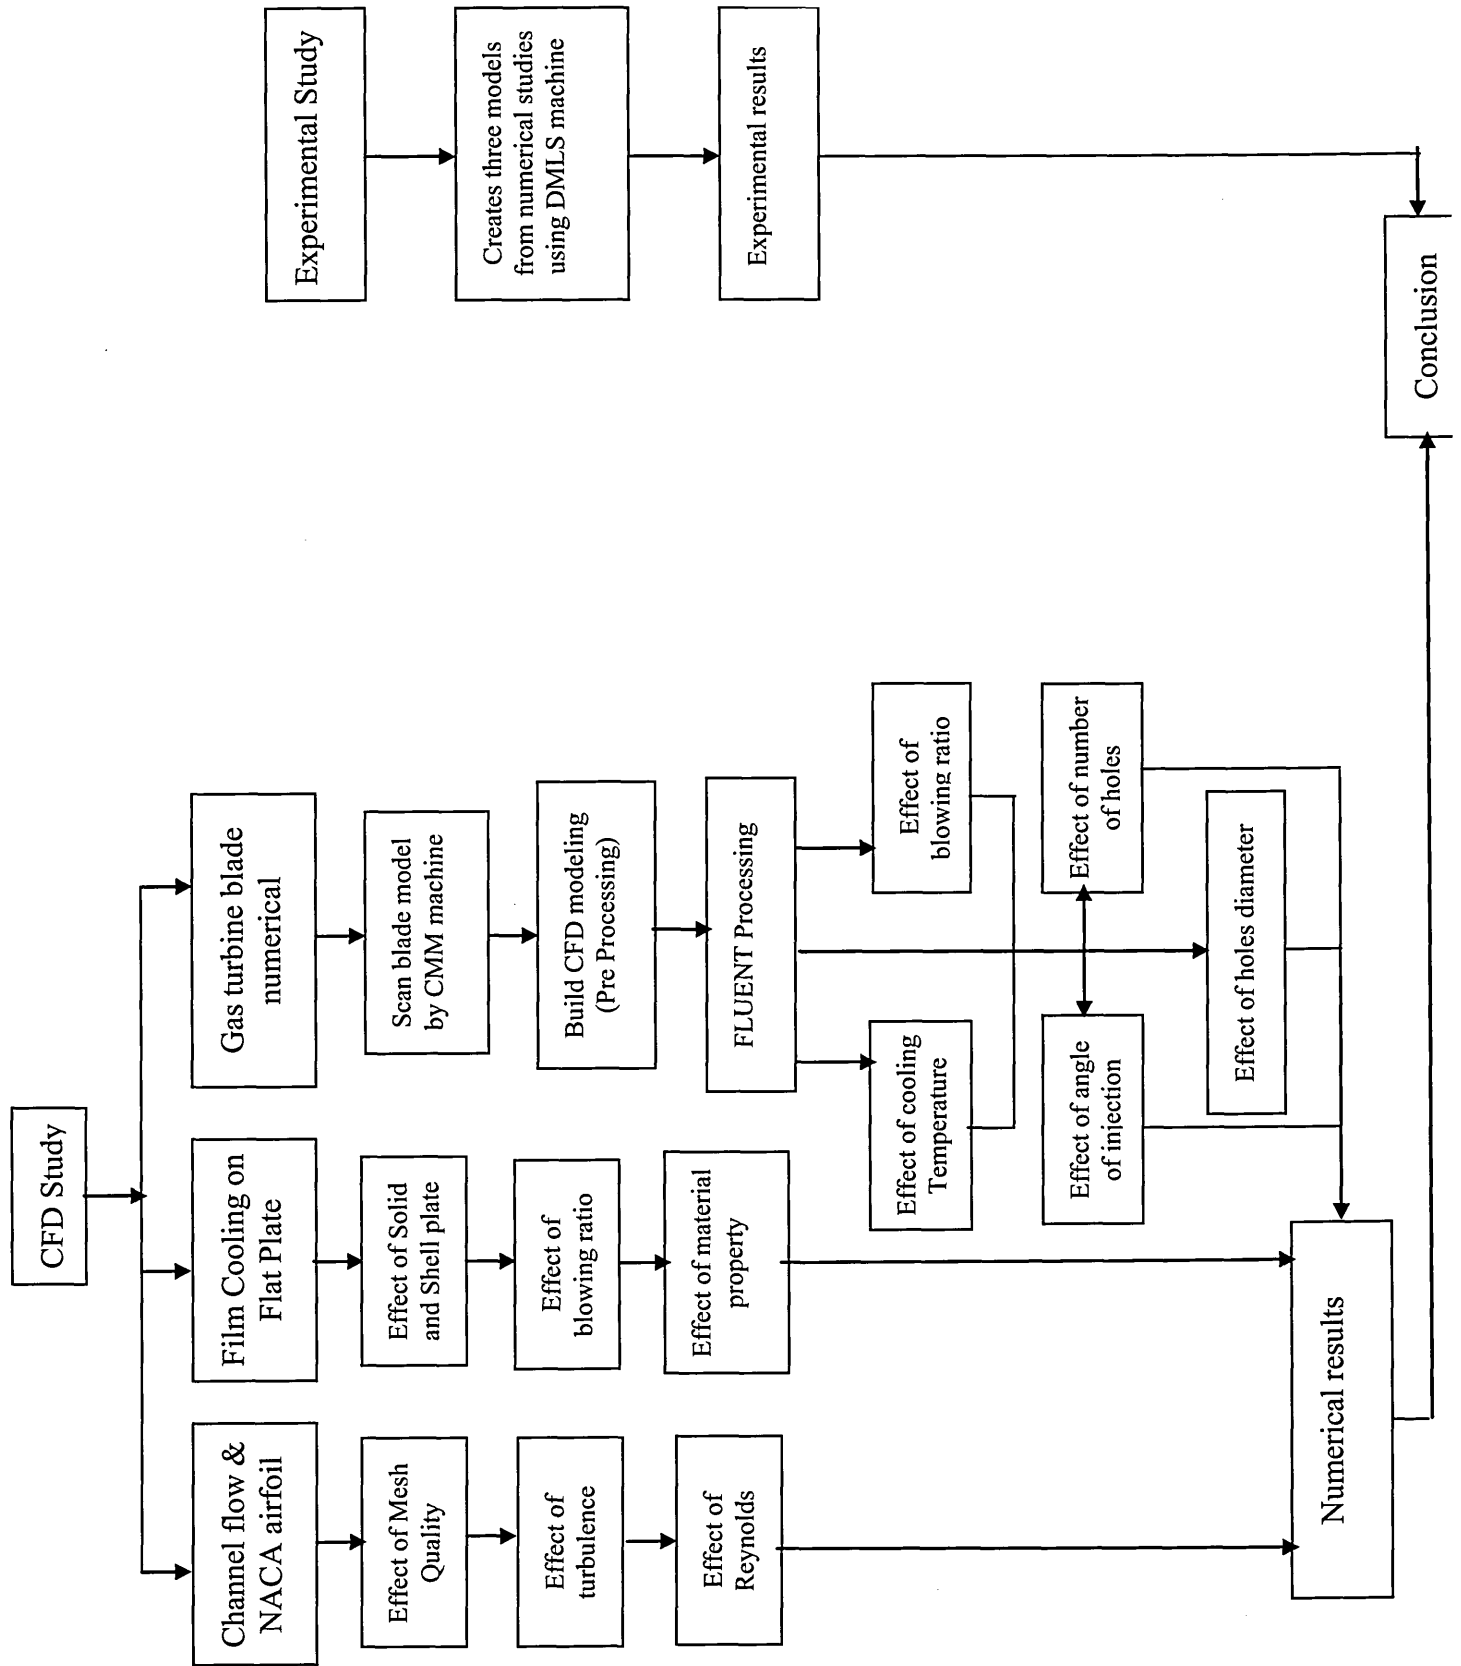 CFD Study
Channel flow &
NACA airfoil
Effect of Mesh
Quality
Effect of
turbulence
Effect of
Reynolds
Film Cooling on
Flat Plate
Effect of Solid
and Shell plate
Effect of
blowing ratio
Effect of material
property
Gas turbine blade
numerical
Scan blade model
by CMM machine
Build CFD modeling
(Pre Processing)
FLUENT Processing
Effect of cooling
Temperature
Effect of
blowing ratio
Effect of angle
of injection
Effect of number
of holes
Effect of holes diameter
Numerical results
Experimental Study
Creates three models
from numerical studies
using DMLS machine
Experimental results
Conclusion